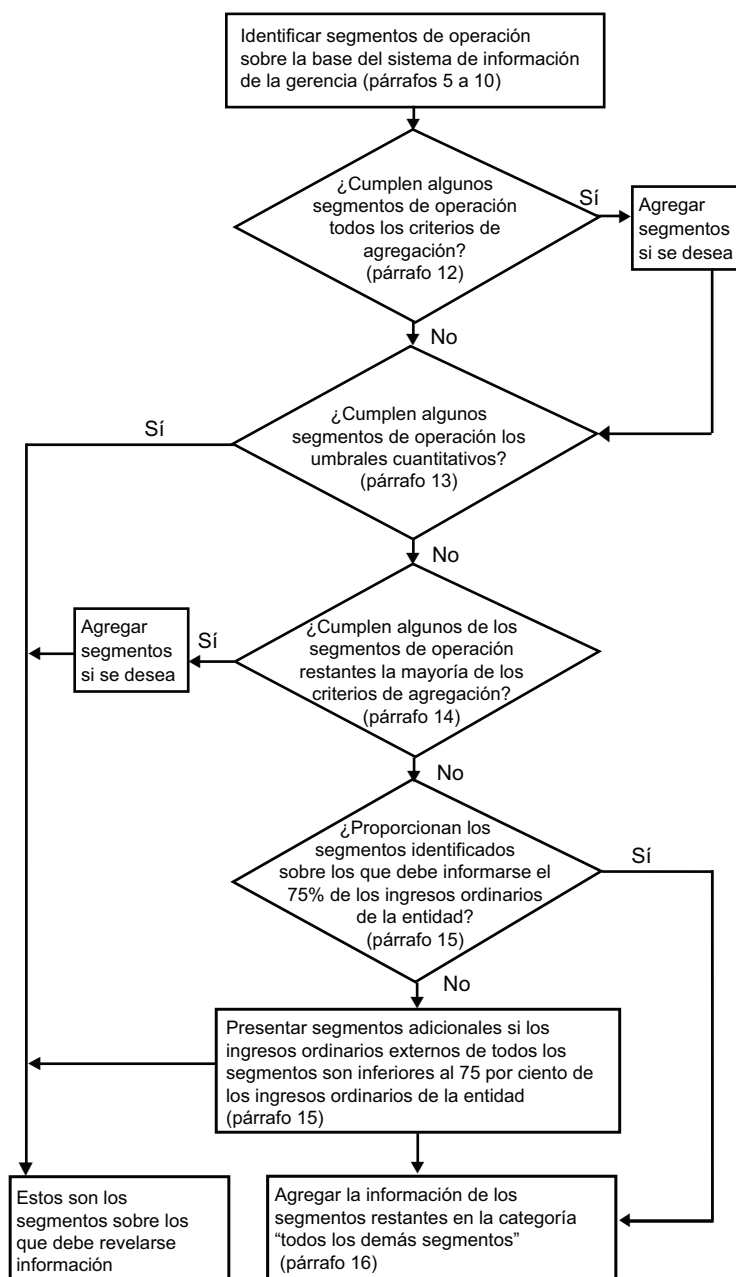 Identificar segmentos de operación
sobre la base del sistema de información
de la gerencia (párrafos 5 a 10)
¿Cumplen algunos
segmentos de operación
todos los criterios de
agregación?
(párrafo 12)
Sí
Agregar
segmentos
si se desea
No
¿Cumplen algunos
segmentos de operación los
umbrales cuantitativos?
(párrafo 13)
Sí
No
¿Cumplen algunos de los
segmentos de operación
restantes la mayoría de los
criterios de agregación?
(párrafo 14)
Sí
Agregar
segmentos
si se desea
No
¿Proporcionan los
segmentos identificados
sobre los que debe informarse el
75% de los ingresos ordinarios
de la entidad?
(párrafo 15)
Sí
No
Presentar segmentos adicionales si los
ingresos ordinarios externos de todos los
segmentos son inferiores al 75 por ciento de
los ingresos ordinarios de la entidad
(párrafo 15)
Estos son los
segmentos sobre los
que debe revelarse
información
Agregar la información de los
segmentos restantes en la categoría
“todos los demás segmentos”
(párrafo 16)